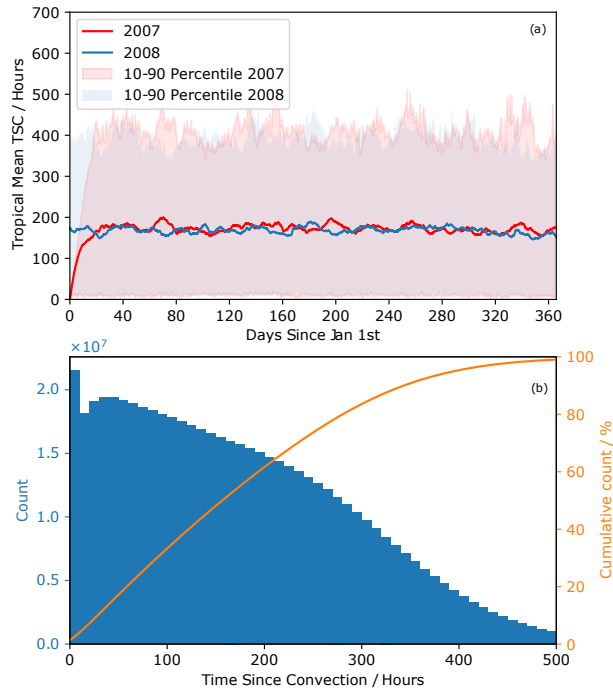 700
600
500
400
300
200
100
0
Tropical Mean TSC / Hours
(a)
2007
2008
10-90 Percentile 2007
10-90 Percentile 2008
0 40 80 120 160 200 240 280 320 360
Days Since Jan 1st
×10⁷
2.0
1.5
1.0
0.5
0.0
Count
(b)
100
80
60
40
20
0
Cumulative count / %
0 100 200 300 400 500
Time Since Convection / Hours